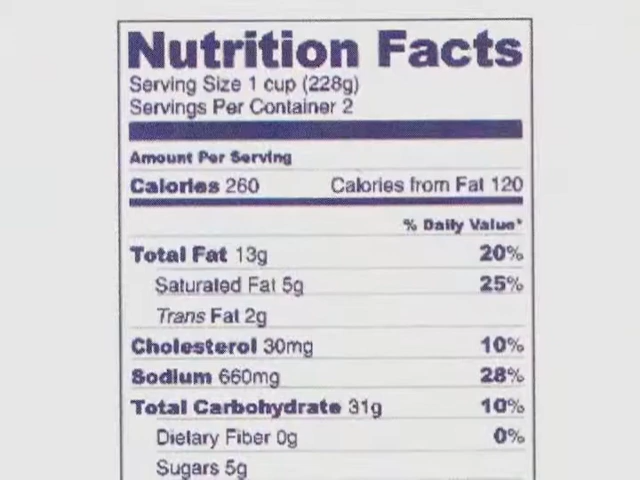 Nutrition Facts
Serving Size 1 cup (228g)
Servings Per Container 2
Amount Per Serving
Calories 260 Calories from Fat 120
% Daily Value*
Total Fat 13g 20%
Saturated Fat 5g 25%
Trans Fat 2g
Cholesterol 30mg 10%
Sodium 660mg 28%
Total Carbohydrate 31g 10%
Dietary Fiber 0g 0%
Sugars 5g